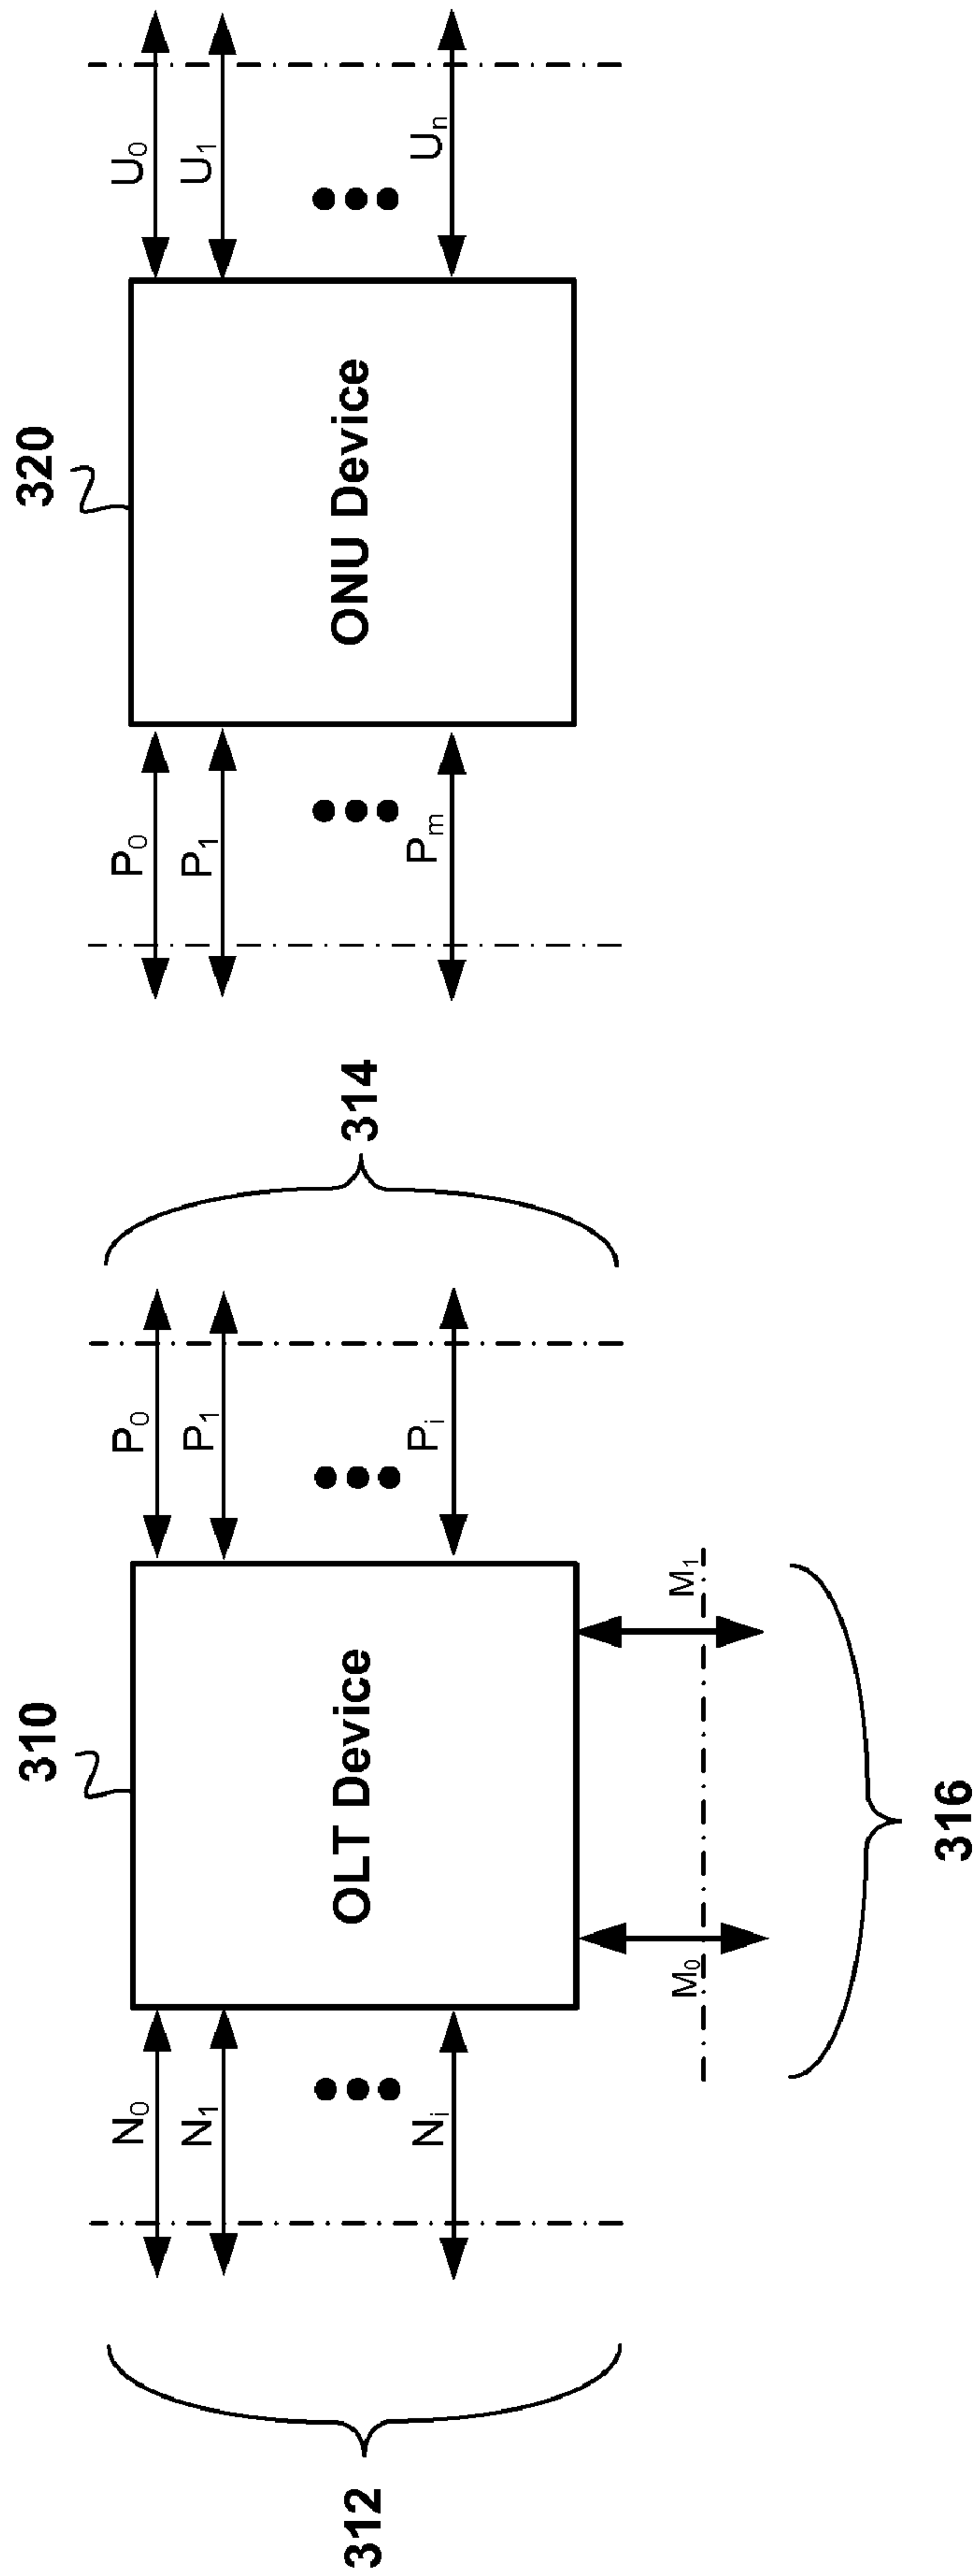 310
OLT Device
N0
N1
Ni
312
P0
P1
Pi
314
M0
M1
316
320
ONU Device
P0
P1
Pm
U0
U1
Un